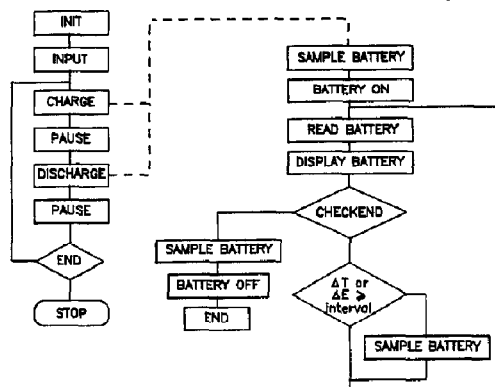 INIT
INPUT
CHARGE
PAUSE
DISCHARGE
PAUSE
END
STOP
SAMPLE BATTERY
BATTERY ON
READ BATTERY
DISPLAY BATTERY
CHECKEND
SAMPLE BATTERY
BATTERY OFF
END
ΔT or
ΔE ⩾
interval
SAMPLE BATTERY